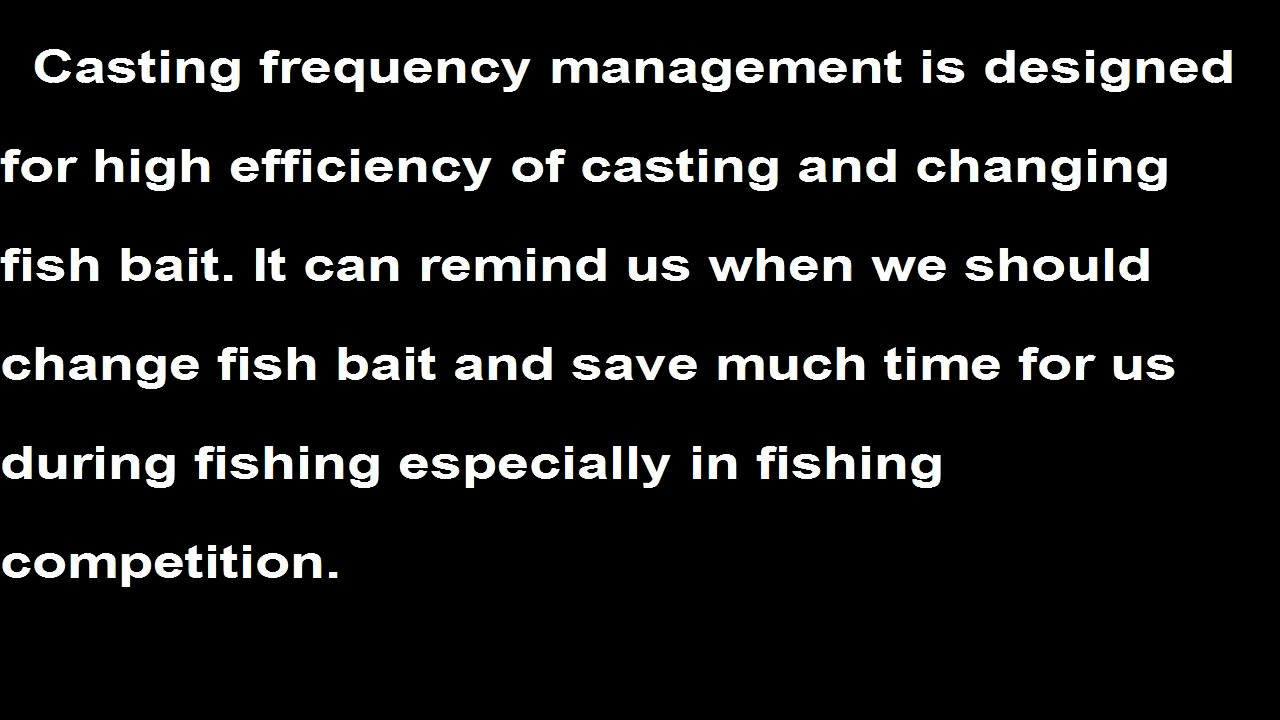 Casting frequency management is designed
for high efficiency of casting and changing
fish bait. It can remind us when we should
change fish bait and save much time for us
during fishing especially in fishing
competition.